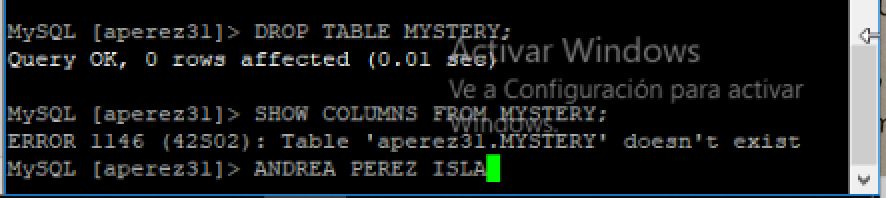 MySQL [aperez31]> DROP TABLE MYSTERY;
Query OK, 0 rows affected (0.01 sec)
Activar Windows
Ve a Configuración para activar
Windows.
MySQL [aperez31]> SHOW COLUMNS FROM MYSTERY;
ERROR 1146 (42S02): Table 'aperez31.MYSTERY' doesn't exist
MySQL [aperez31]> ANDREA PEREZ ISLA